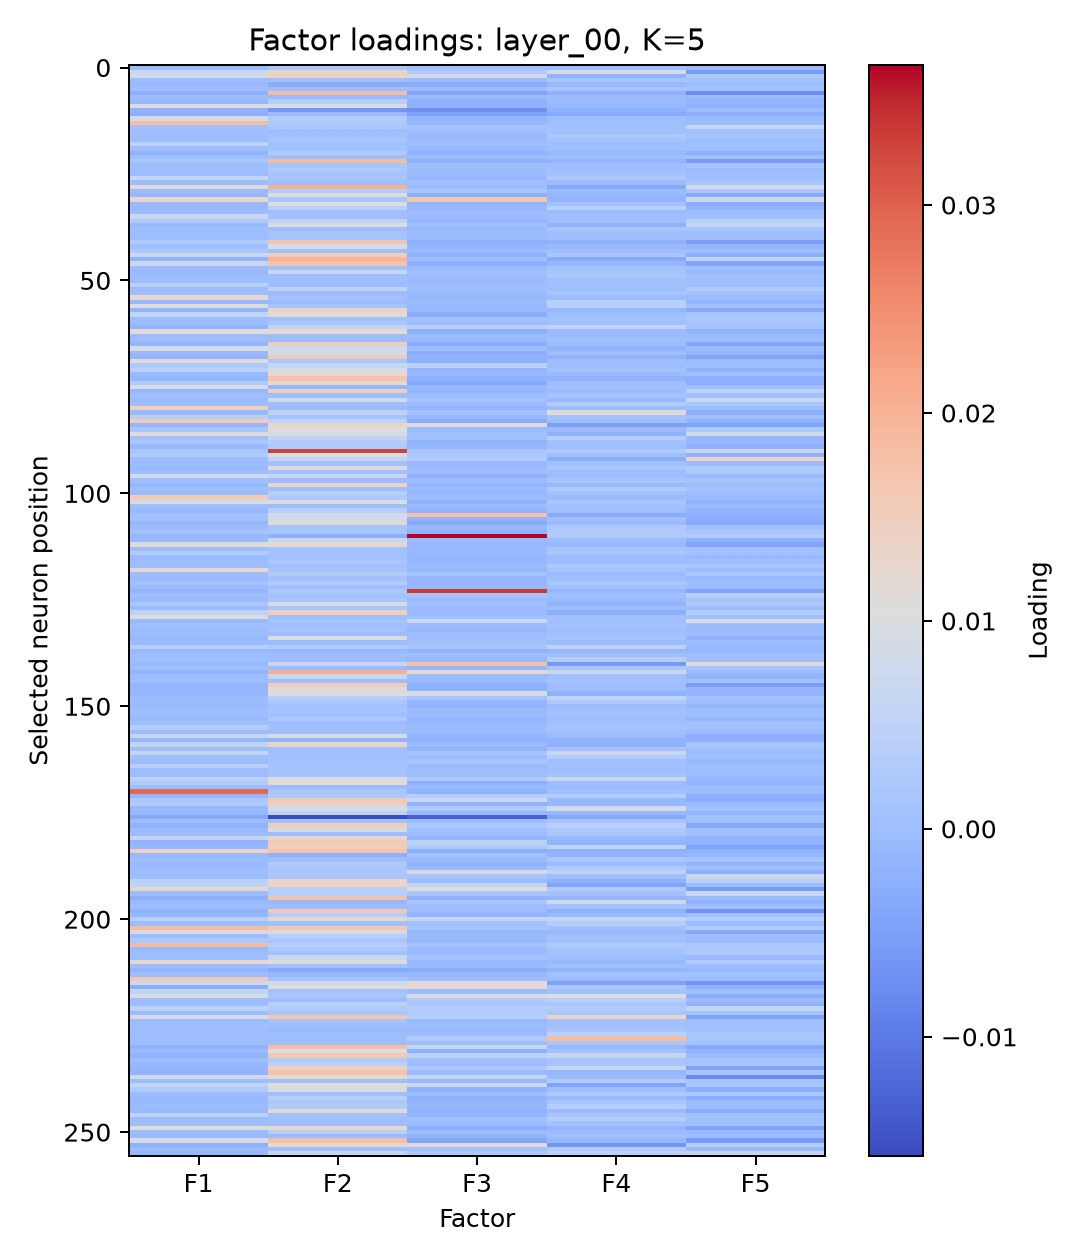 Factor loadings: layer_00, K=5
0
50
100
150
200
250
Selected neuron position
F1 F2 F3 F4 F5
Factor
0.03
0.02
0.01
0.00
−0.01
Loading